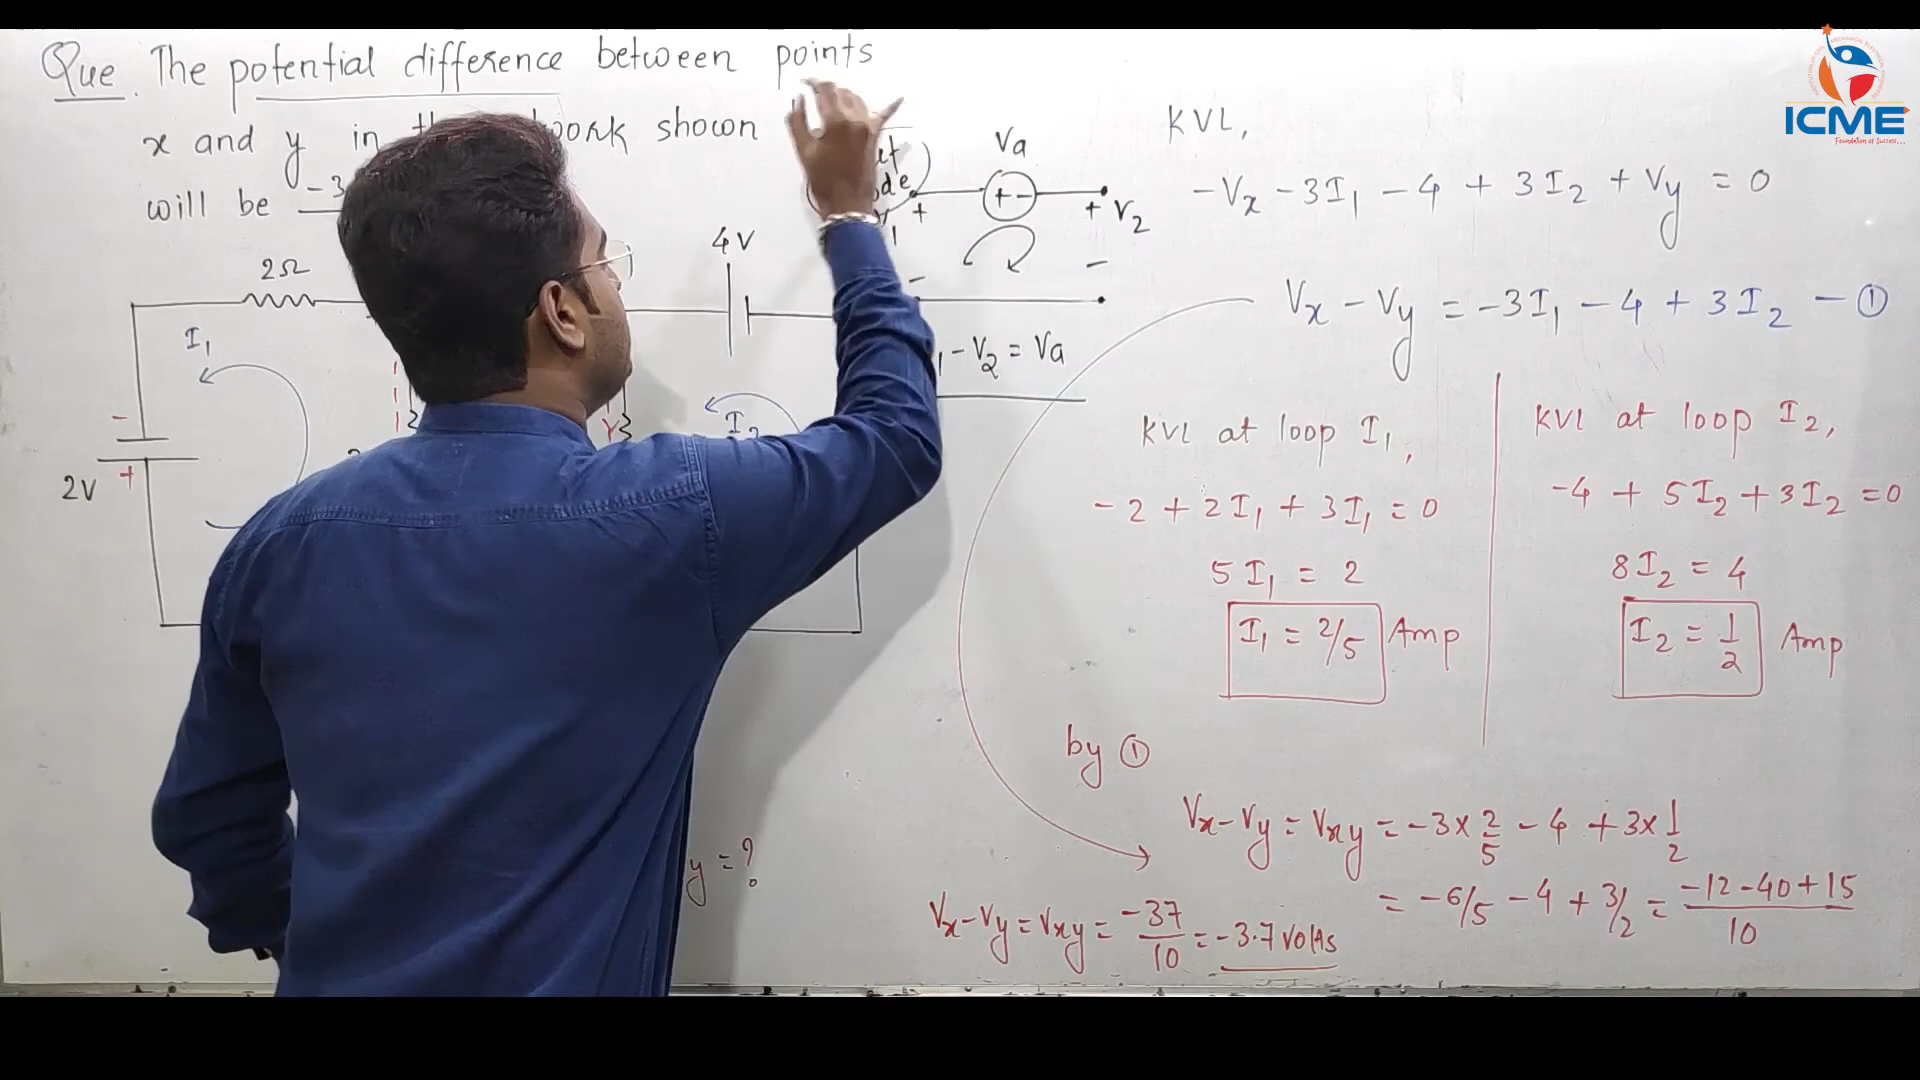 Que. The potential difference between points
x and y in shown
will be -3
2Ω
4V
I₁
I₂
-
+
2V
y = ?
Va
+ -
+
+ V₂
-
-
- V₂ = Va
KVL,
-Vx - 3I₁ - 4 + 3I₂ + Vy = 0
Vx - Vy = -3I₁ - 4 + 3I₂ - ①
KVL at loop I₁,
-2 + 2I₁ + 3I₁ = 0
5I₁ = 2
I₁ = 2/5 Amp
KVL at loop I₂,
-4 + 5I₂ + 3I₂ = 0
8I₂ = 4
I₂ = 1/2 Amp
by ①
Vx - Vy = Vxy = -3 × 2/5 - 4 + 3 × 1/2
= -6/5 - 4 + 3/2 = -12-40+15/10
Vx - Vy = Vxy = -37/10 = -3.7 Volts
ICME
Foundation of Success...